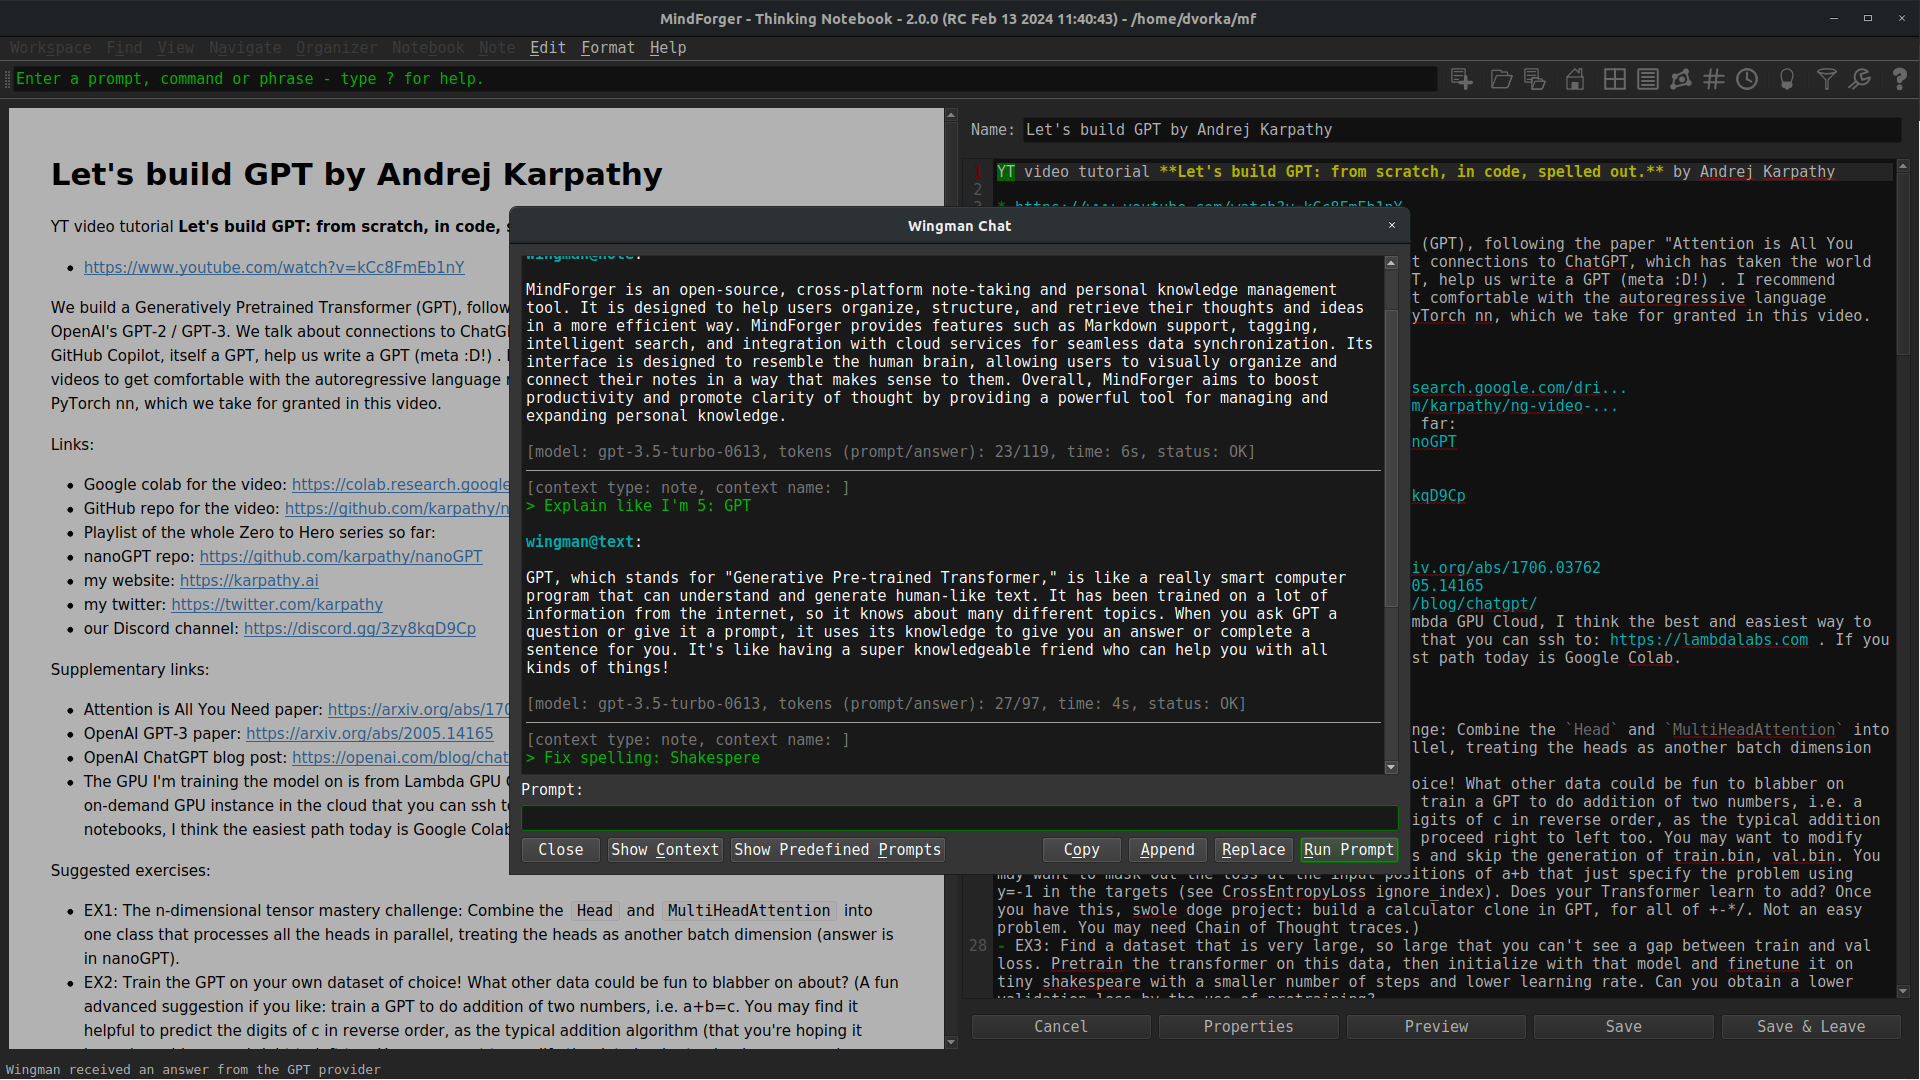 MindForger - Thinking Notebook - 2.0.0 (RC Feb 13 2024 11:40:43) - /home/dvorka/mf
Workspace Find View Navigate Organizer Notebook Note Edit Format Help
Enter a prompt, command or phrase - type ? for help.
Let's build GPT by Andrej Karpathy
YT video tutorial Let's build GPT: from scratch, in code,
https://www.youtube.com/watch?v=kCc8FmEb1nY
We build a Generatively Pretrained Transformer (GPT), follow
OpenAI's GPT-2 / GPT-3. We talk about connections to ChatG
GitHub Copilot, itself a GPT, help us write a GPT (meta :D!) .
videos to get comfortable with the autoregressive language
PyTorch nn, which we take for granted in this video.
Links:
Google colab for the video: https://colab.research.google
GitHub repo for the video: https://github.com/karpathy/n
Playlist of the whole Zero to Hero series so far:
nanoGPT repo: https://github.com/karpathy/nanoGPT
my website: https://karpathy.ai
my twitter: https://twitter.com/karpathy
our Discord channel: https://discord.gg/3zy8kqD9Cp
Supplementary links:
Attention is All You Need paper: https://arxiv.org/abs/170
OpenAI GPT-3 paper: https://arxiv.org/abs/2005.14165
OpenAI ChatGPT blog post: https://openai.com/blog/chat
The GPU I'm training the model on is from Lambda GPU
on-demand GPU instance in the cloud that you can ssh t
notebooks, I think the easiest path today is Google Colab
Suggested exercises:
EX1: The n-dimensional tensor mastery challenge: Combine the Head and MultiHeadAttention into
one class that processes all the heads in parallel, treating the heads as another batch dimension (answer is
in nanoGPT).
EX2: Train the GPT on your own dataset of choice! What other data could be fun to blabber on about? (A fun
advanced suggestion if you like: train a GPT to do addition of two numbers, i.e. a+b=c. You may find it
helpful to predict the digits of c in reverse order, as the typical addition algorithm (that you're hoping it
Wingman Chat
wingman@note:
MindForger is an open-source, cross-platform note-taking and personal knowledge management
tool. It is designed to help users organize, structure, and retrieve their thoughts and ideas
in a more efficient way. MindForger provides features such as Markdown support, tagging,
intelligent search, and integration with cloud services for seamless data synchronization. Its
interface is designed to resemble the human brain, allowing users to visually organize and
connect their notes in a way that makes sense to them. Overall, MindForger aims to boost
productivity and promote clarity of thought by providing a powerful tool for managing and
expanding personal knowledge.
[model: gpt-3.5-turbo-0613, tokens (prompt/answer): 23/119, time: 6s, status: OK]
[context type: note, context name: ]
> Explain like I'm 5: GPT
wingman@text:
GPT, which stands for "Generative Pre-trained Transformer," is like a really smart computer
program that can understand and generate human-like text. It has been trained on a lot of
information from the internet, so it knows about many different topics. When you ask GPT a
question or give it a prompt, it uses its knowledge to give you an answer or complete a
sentence for you. It's like having a super knowledgeable friend who can help you with all
kinds of things!
[model: gpt-3.5-turbo-0613, tokens (prompt/answer): 27/97, time: 4s, status: OK]
[context type: note, context name: ]
> Fix spelling: Shakespere
Prompt:
Close Show Context Show Predefined Prompts Copy Append Replace Run Prompt
Name: Let's build GPT by Andrej Karpathy
1 YT video tutorial **Let's build GPT: from scratch, in code, spelled out.** by Andrej Karpathy
2
3 * https://www.youtube.com/watch?v=kCc8FmEb1nY
(GPT), following the paper "Attention is All You
t connections to ChatGPT, which has taken the world
T, help us write a GPT (meta :D!) . I recommend
t comfortable with the autoregressive language
yTorch nn, which we take for granted in this video.
search.google.com/dri...
m/karpathy/ng-video-...
far:
noGPT
kqD9Cp
iv.org/abs/1706.03762
05.14165
/blog/chatgpt/
mbda GPU Cloud, I think the best and easiest way to
that you can ssh to: https://lambdalabs.com . If you
st path today is Google Colab.
nge: Combine the `Head` and `MultiHeadAttention` into
llel, treating the heads as another batch dimension
oice! What other data could be fun to blabber on
train a GPT to do addition of two numbers, i.e. a
igits of c in reverse order, as the typical addition
proceed right to left too. You may want to modify
s and skip the generation of train.bin, val.bin. You
may want to mask out the loss at the input positions of a+b that just specify the problem using
y=-1 in the targets (see CrossEntropyLoss ignore_index). Does your Transformer learn to add? Once
you have this, swole doge project: build a calculator clone in GPT, for all of +-*/. Not an easy
problem. You may need Chain of Thought traces.)
28 - EX3: Find a dataset that is very large, so large that you can't see a gap between train and val
loss. Pretrain the transformer on this data, then initialize with that model and finetune it on
tiny shakespeare with a smaller number of steps and lower learning rate. Can you obtain a lower
validation loss by the use of pretraining?
Cancel Properties Preview Save Save & Leave
Wingman received an answer from the GPT provider